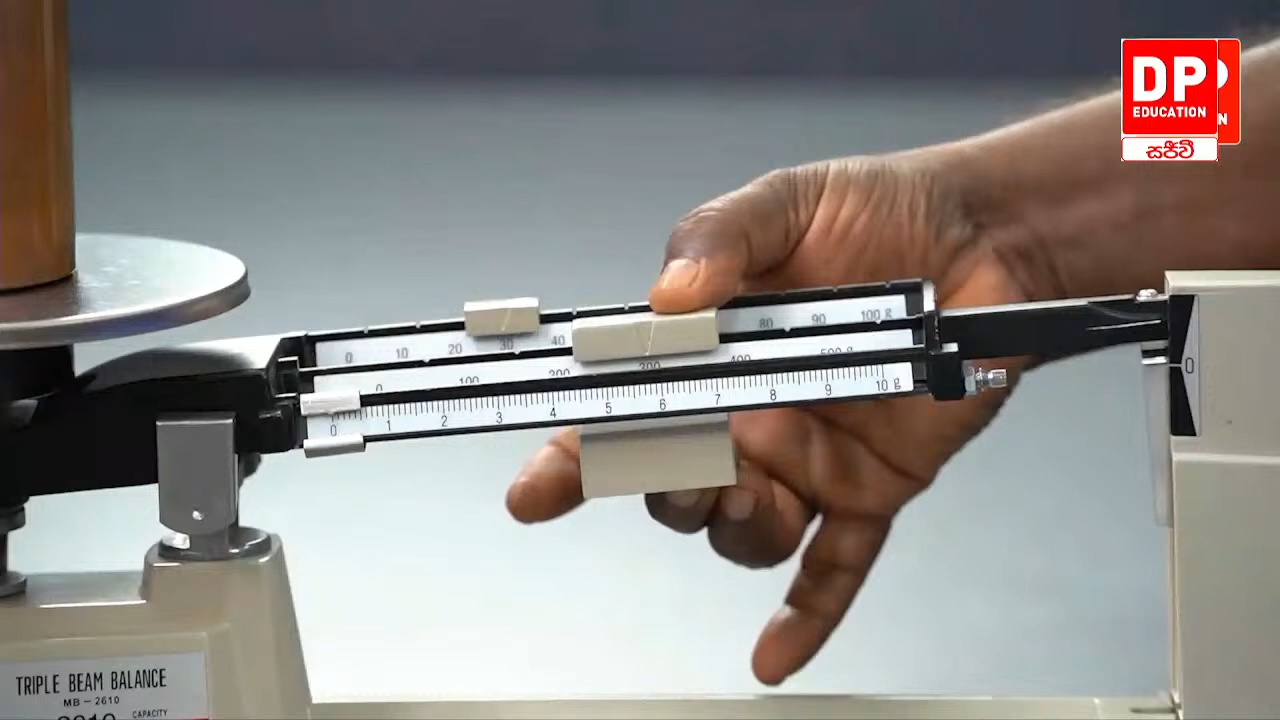 DP
EDUCATION
සජීවී
0 10 20 30 40 80 90 100 g
0 100 200 300 400 500 g
0 1 2 3 4 5 6 7 8 9 10 g
0
TRIPLE BEAM BALANCE
MB-2610
2610 CAPACITY